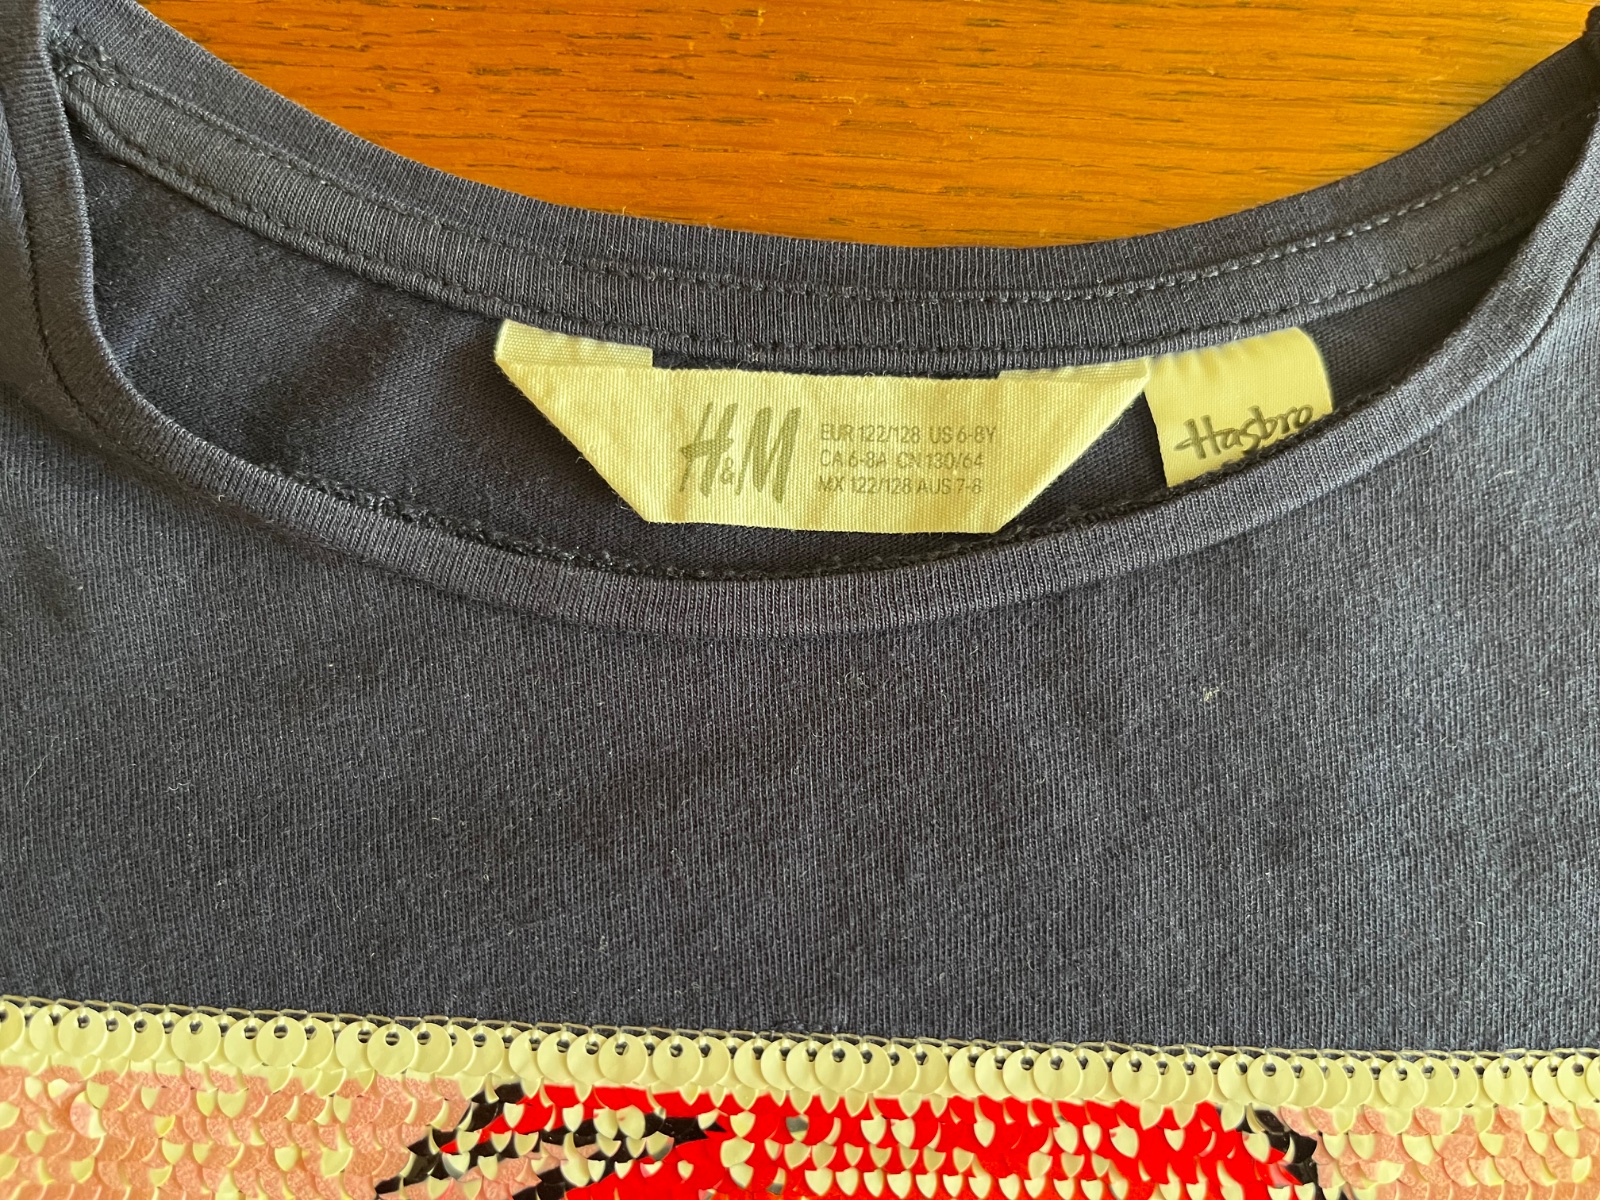 H&M
EUR 122/128 US 6-8Y
CA 6-8A CN 130/64
MX 122/128 AUS 7-8
Hasbro